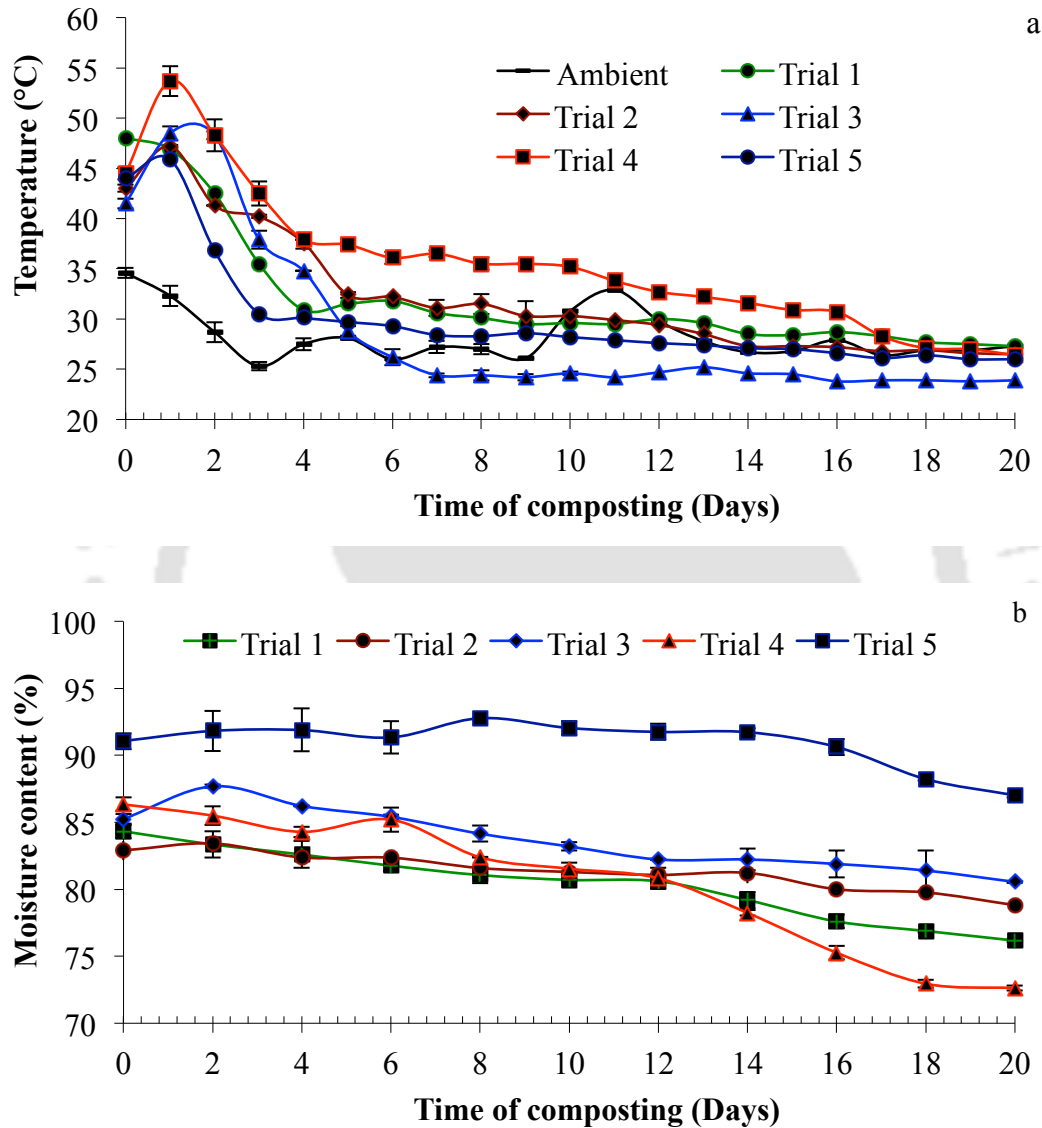 a
60
55
50
45
40
35
30
25
20
Temperature (°C)
Ambient
Trial 1
Trial 2
Trial 3
Trial 4
Trial 5
0 2 4 6 8 10 12 14 16 18 20
Time of composting (Days)
b
100
95
90
85
80
75
70
Moisture content (%)
Trial 1 Trial 2 Trial 3 Trial 4 Trial 5
0 2 4 6 8 10 12 14 16 18 20
Time of composting (Days)